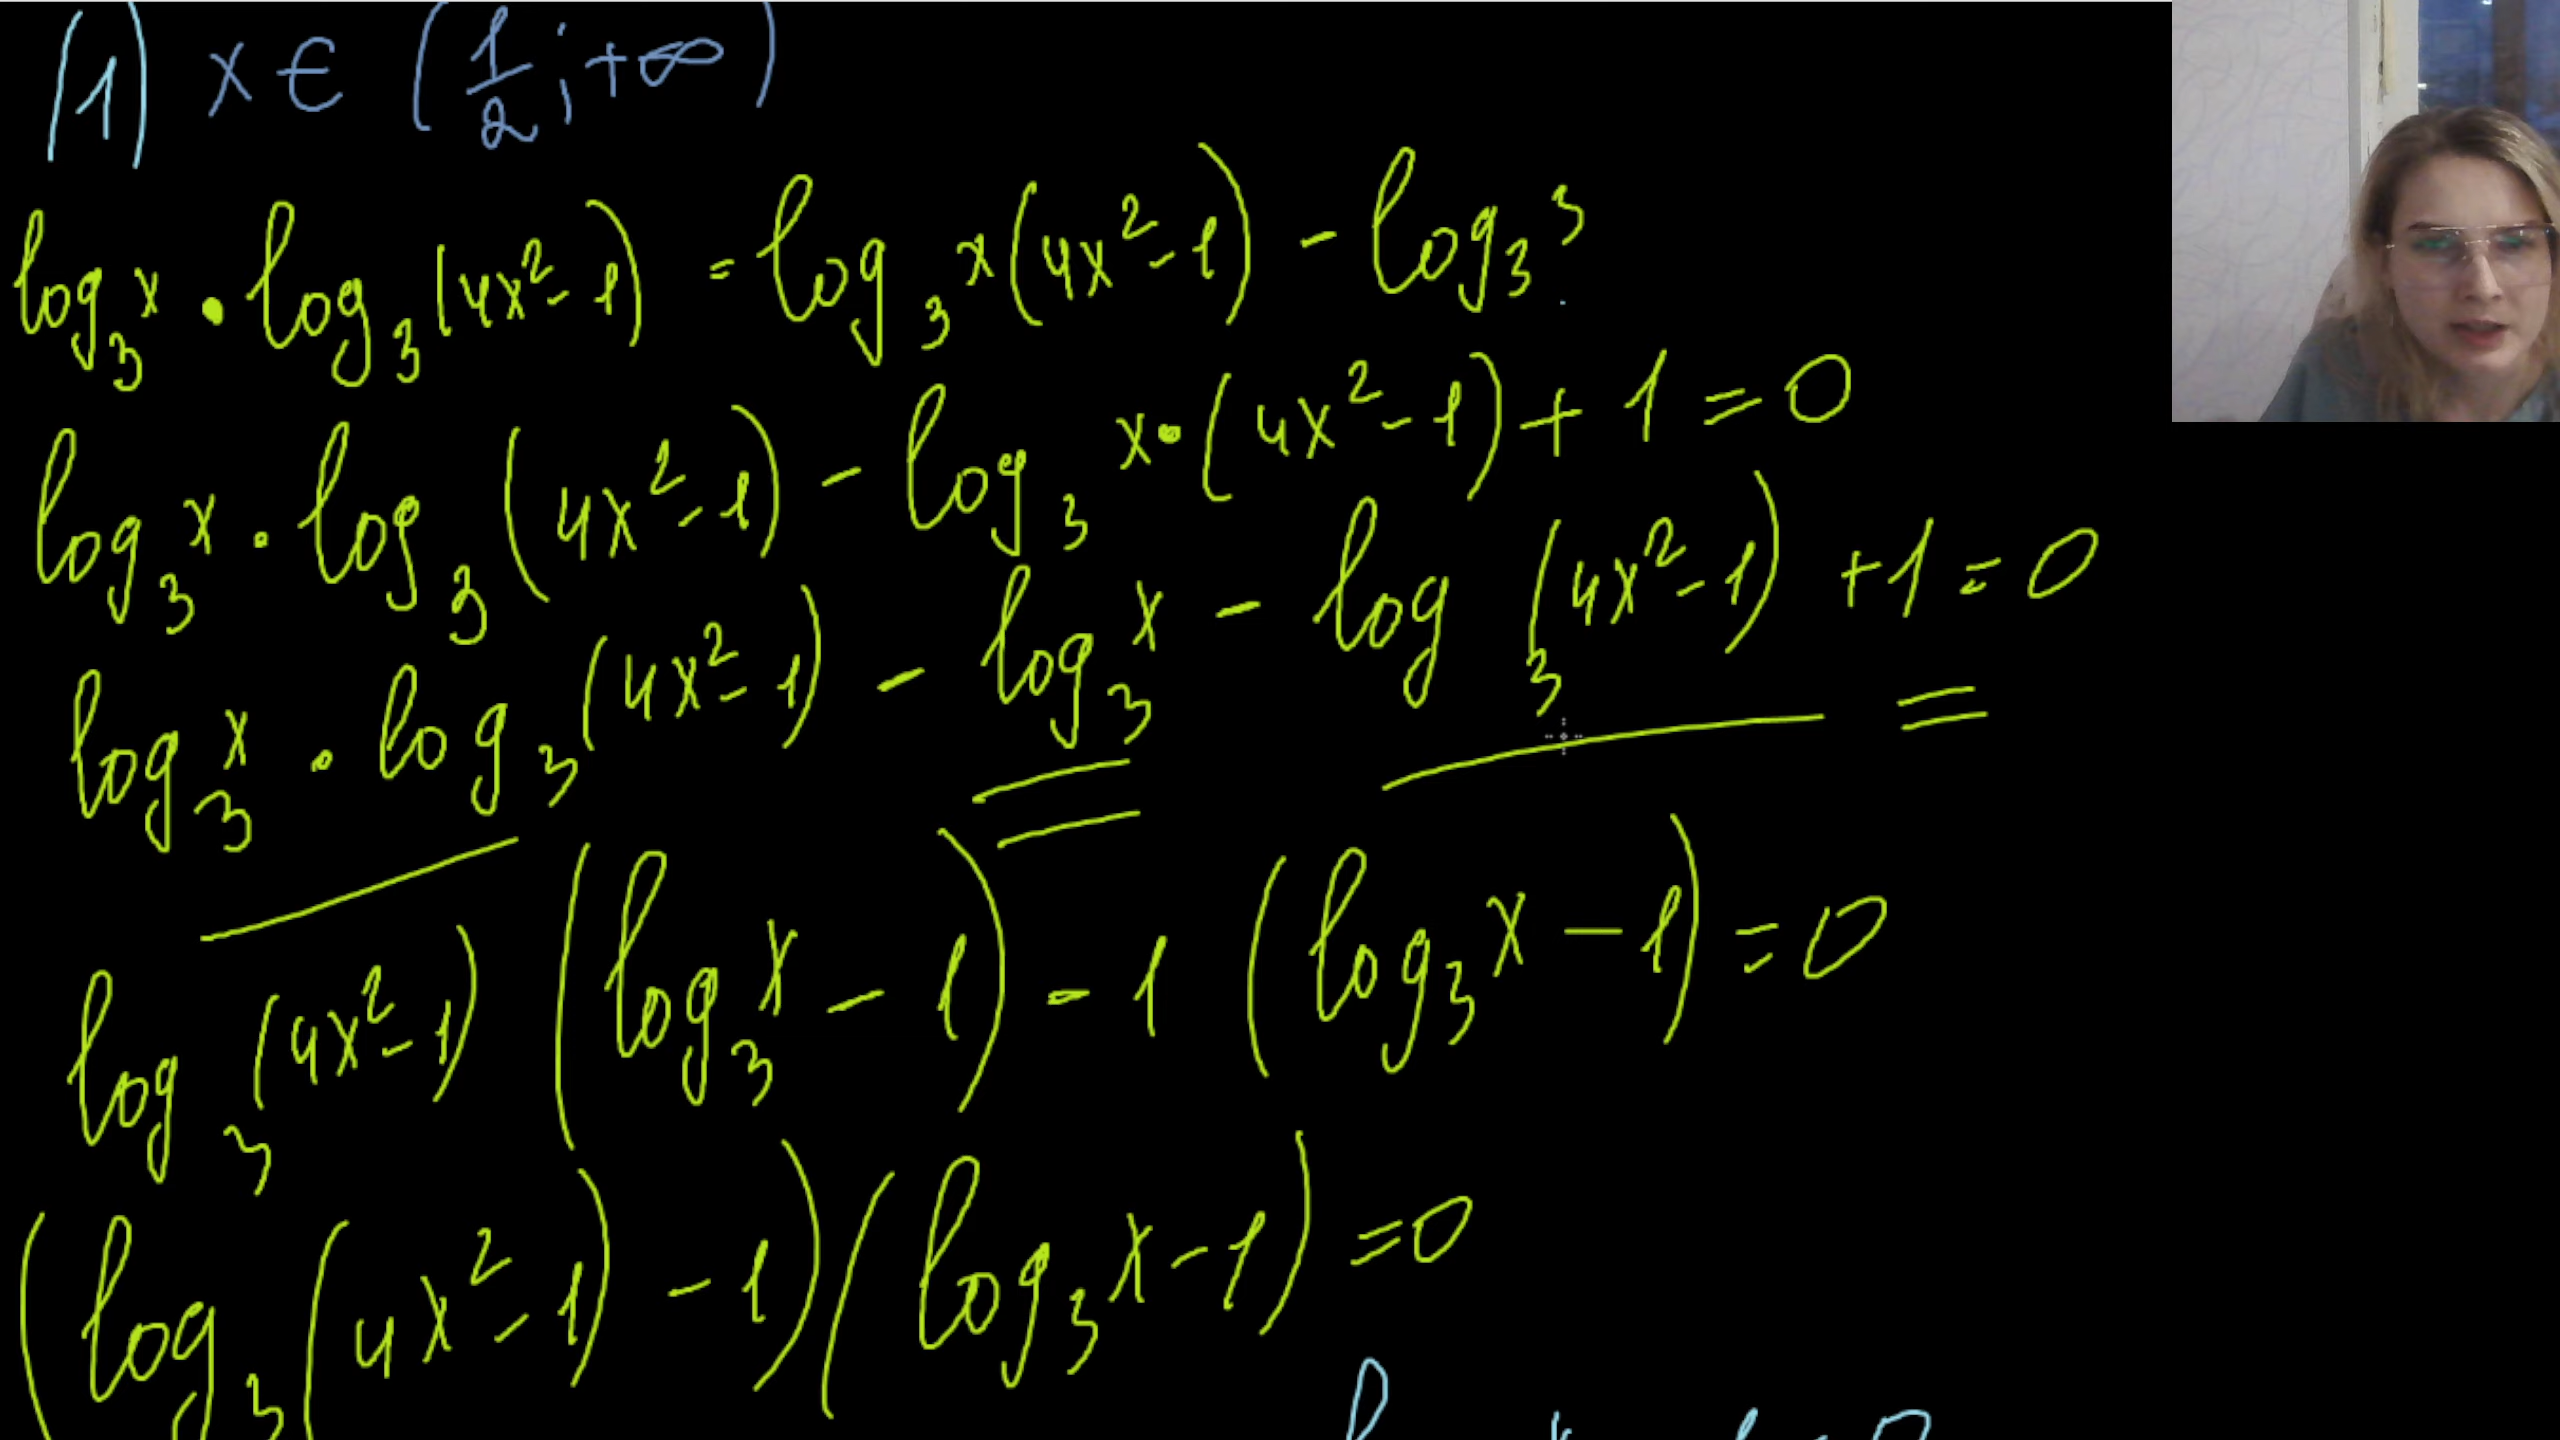 (1) x ∈ (1/2; +∞)
log₃x · log₃(4x²-1) = log₃x(4x²-1) - log₃3
log₃x · log₃(4x²-1) - log₃x·(4x²-1) + 1 = 0
log₃x · log₃(4x²-1) - log₃x - log₃(4x²-1) + 1 = 0
log₃(4x²-1) (log₃x - 1) - 1 (log₃x - 1) = 0
(log₃(4x²-1) - 1)(log₃x - 1) = 0